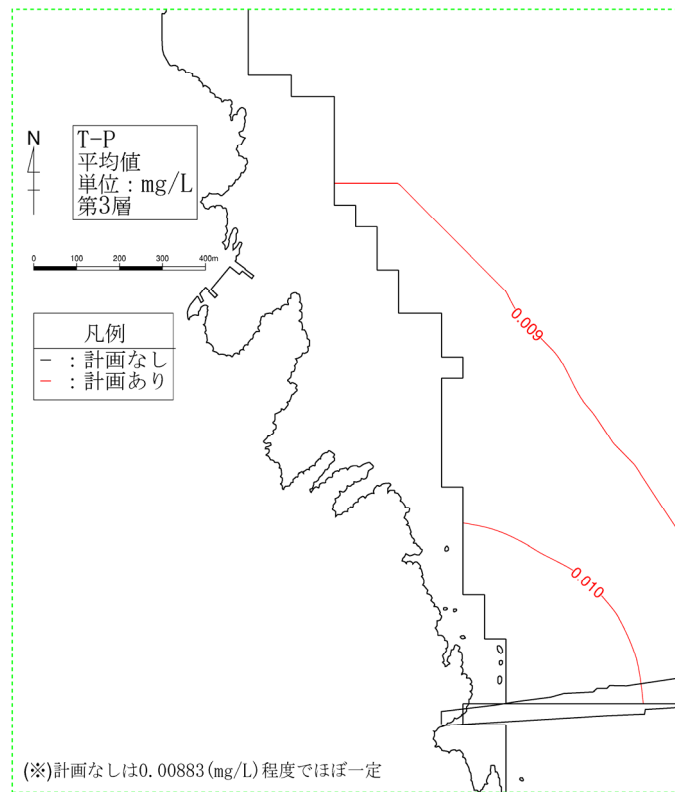 N
T-P
平均値
単位：mg/L
第3層
0 100 200 300 400m
凡例
－ ：計画なし
－ ：計画あり
0.009
0.010
(※)計画なしは0.00883(mg/L)程度でほぼ一定